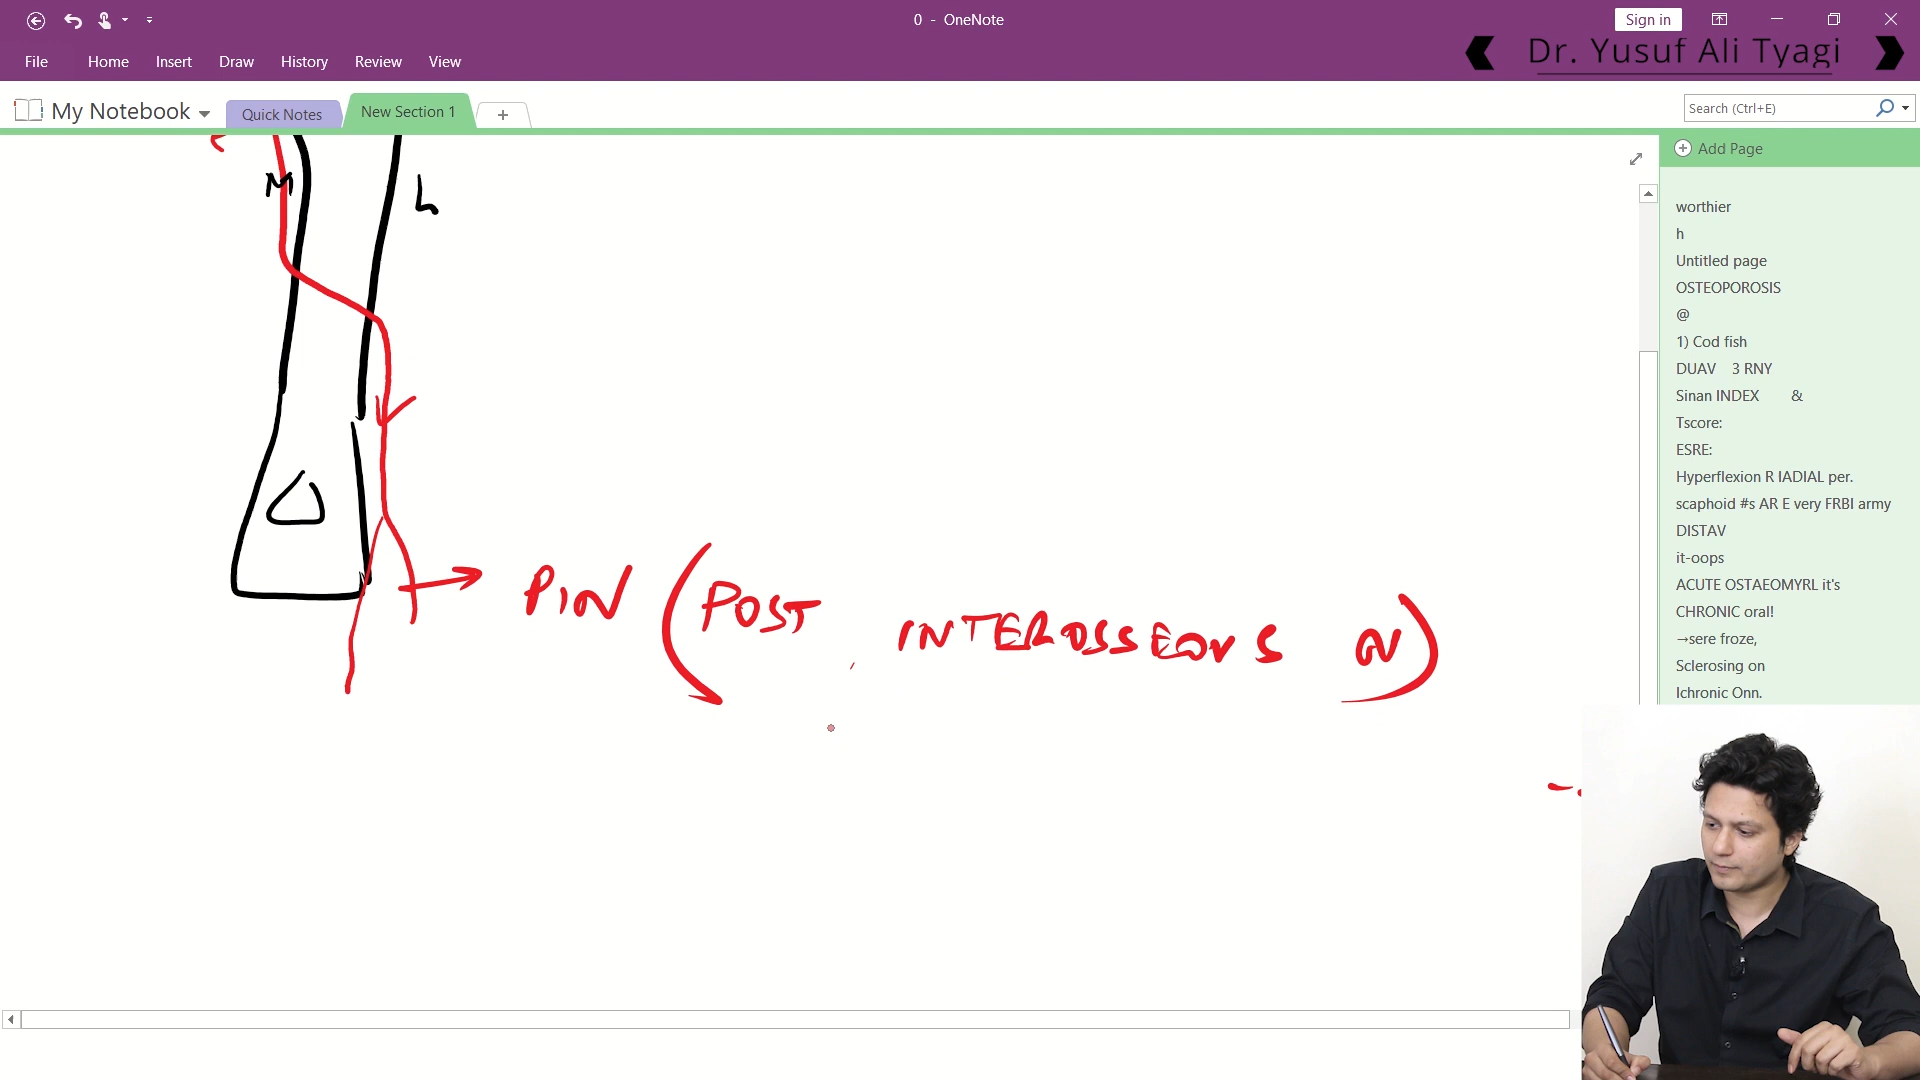 0 - OneNote
Sign in
File Home Insert Draw History Review View
Dr. Yusuf Ali Tyagi
My Notebook
Quick Notes
New Section 1
+
Search (Ctrl+E)
Add Page
worthier
h
Untitled page
OSTEOPOROSIS
@
1) Cod fish
DUAV 3 RNY
Sinan INDEX &
Tscore:
ESRE:
Hyperflexion R IADIAL per.
scaphoid #s AR E very FRBI army
DISTAV
it-oops
ACUTE OSTAEOMYRL it's
CHRONIC oral!
→sere froze,
Sclerosing on
Ichronic Onn.
M
L
PIN (POST INTEROSSEOUS N)